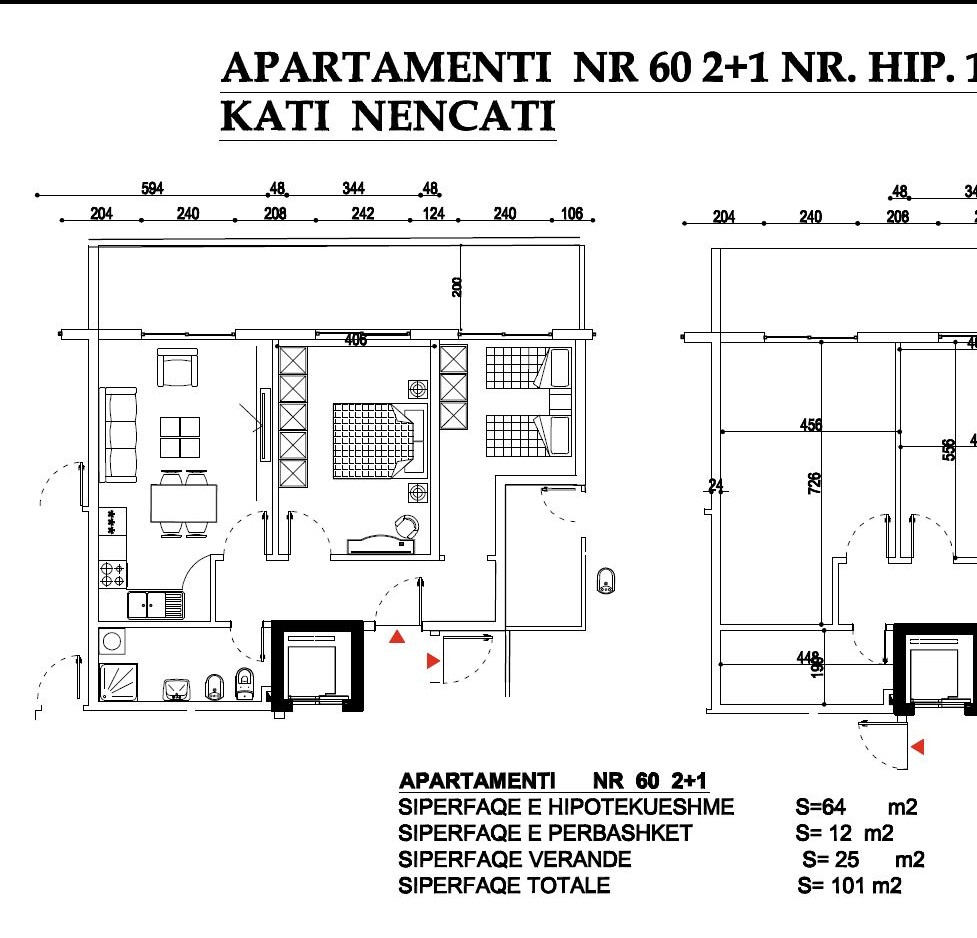 APARTAMENTI NR 60 2+1 NR. HIP. 1
KATI NENCATI
594 48 344 48
204 240 208 242 124 240 106
48 34
204 240 208
200
406
456
556
24
726
448
APARTAMENTI NR 60 2+1
SIPERFAQE E HIPOTEKUESHME S=64 m2
SIPERFAQE E PERBASHKET S= 12 m2
SIPERFAQE VERANDE S= 25 m2
SIPERFAQE TOTALE S= 101 m2